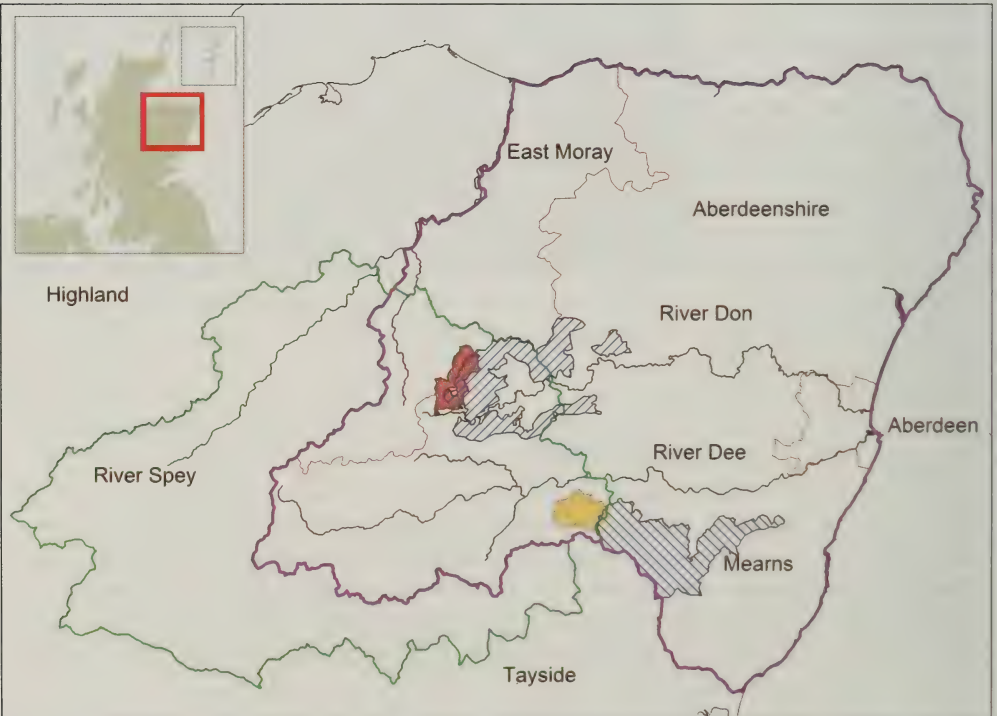 East Moray
Aberdeenshire
Highland
River Don
Aberdeen
River Dee
River Spey
Mearns
Tayside